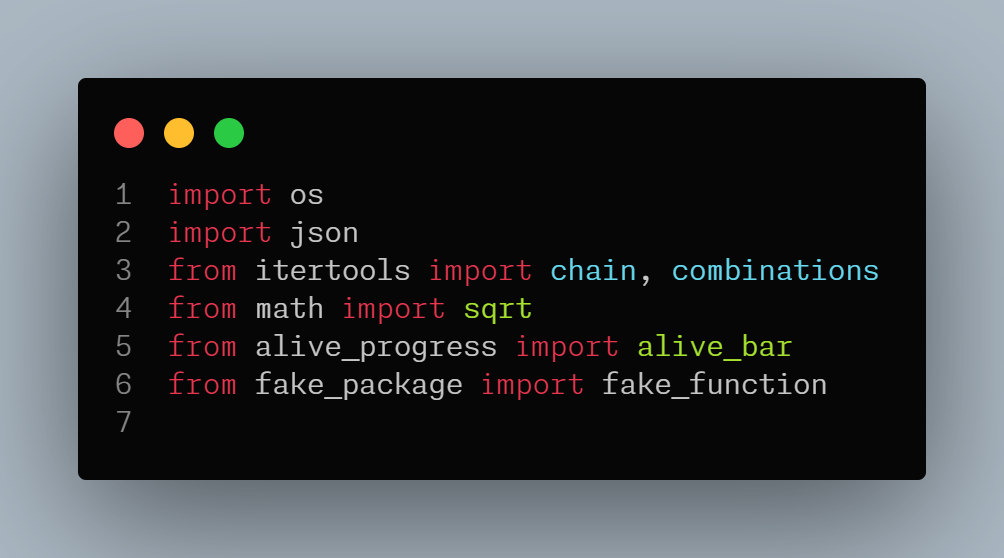 1 import os
2 import json
3 from itertools import chain, combinations
4 from math import sqrt
5 from alive_progress import alive_bar
6 from fake_package import fake_function
7